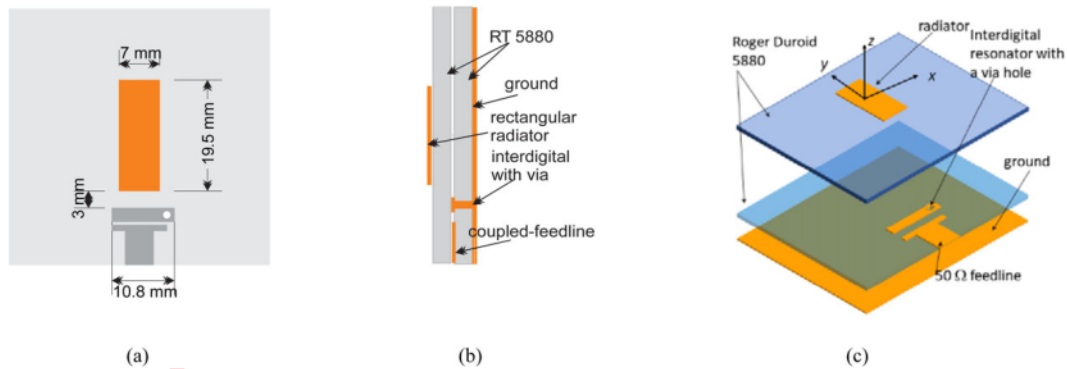 7 mm
19.5 mm
3 mm
10.8 mm
(a)
RT 5880
ground
rectangular
radiator
interdigital
with via
coupled-feedline
(b)
radiator
Interdigital
resonator with
a via hole
Roger Duroid
5880
z
y
x
ground
50 Ω feedline
(c)